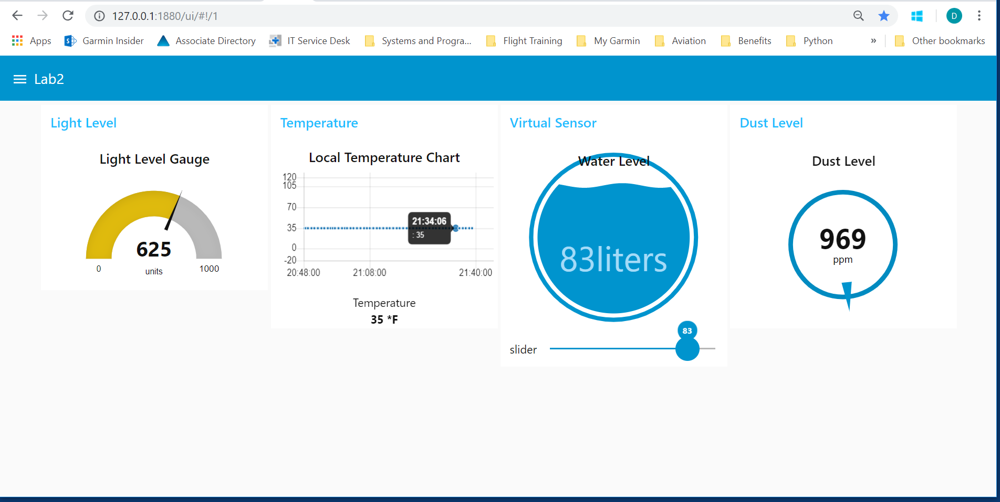 127.0.0.1:1880/ui/#!/1
D
Apps Garmin Insider Associate Directory IT Service Desk Systems and Progra... Flight Training My Garmin Aviation Benefits Python » Other bookmarks
Lab2
Light Level
Light Level Gauge
625
units
0
1000
Temperature
Local Temperature Chart
120
105
70
35
0
-20
21:34:06
: 35
20:48:00 21:08:00 21:40:00
Temperature
35 *F
Virtual Sensor
Water Level
83liters
83
slider
Dust Level
Dust Level
969
ppm